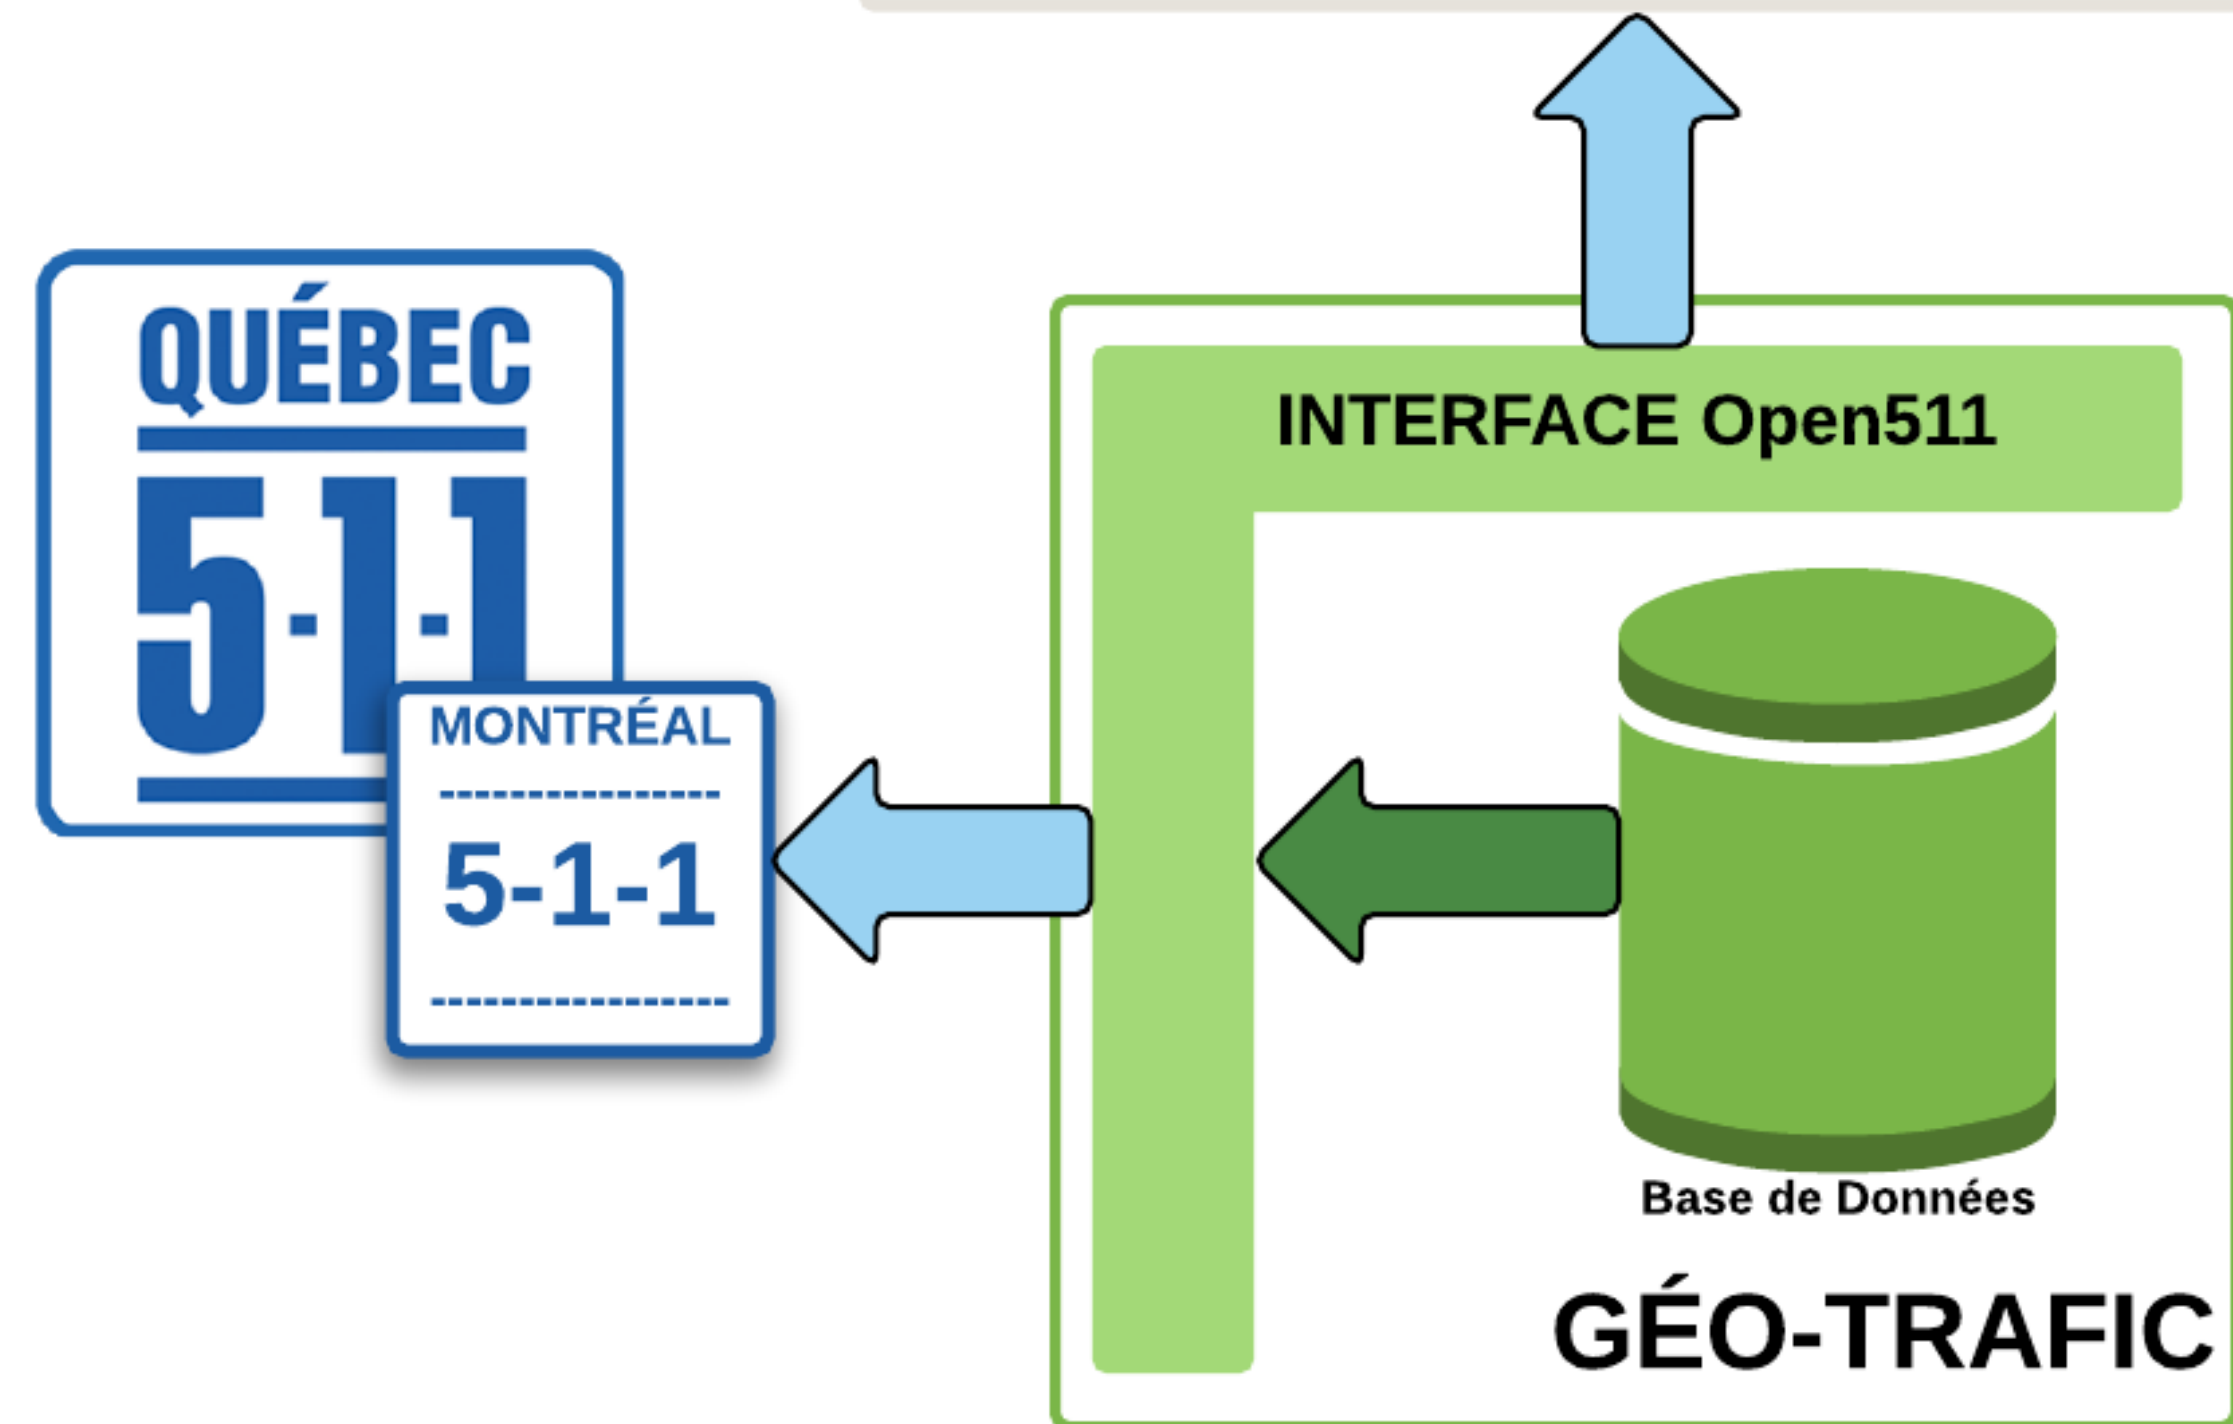 QUÉBEC
5-1-1
MONTRÉAL
---------------
5-1-1
----------------
INTERFACE Open511
Base de Données
GÉO-TRAFIC